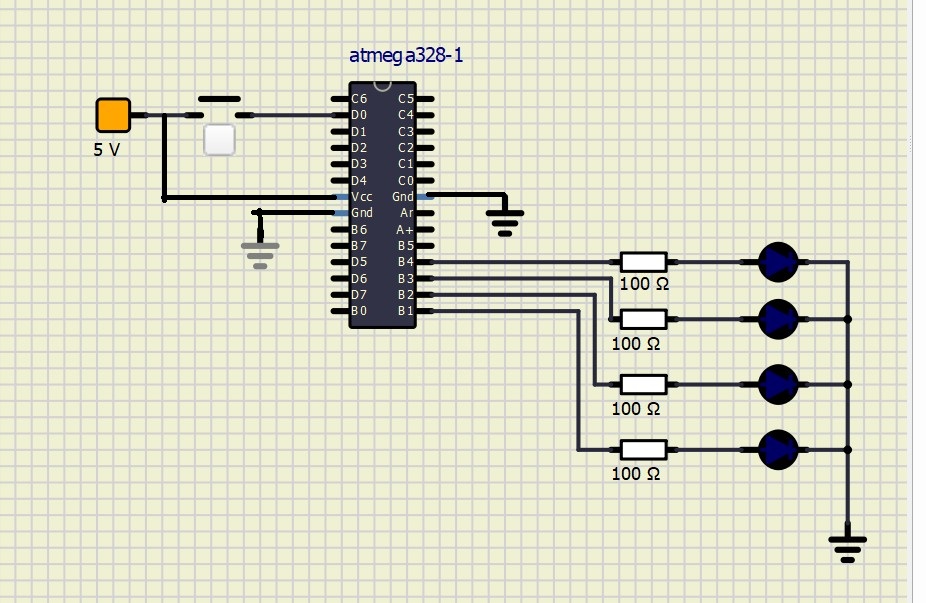 atmega328-1
5 V
C6 C5
D0 C4
D1 C3
D2 C2
D3 C1
D4 C0
Vcc Gnd
Gnd Ar
B6 A+
B7 B5
D5 B4
D6 B3
D7 B2
B0 B1
100 Ω
100 Ω
100 Ω
100 Ω